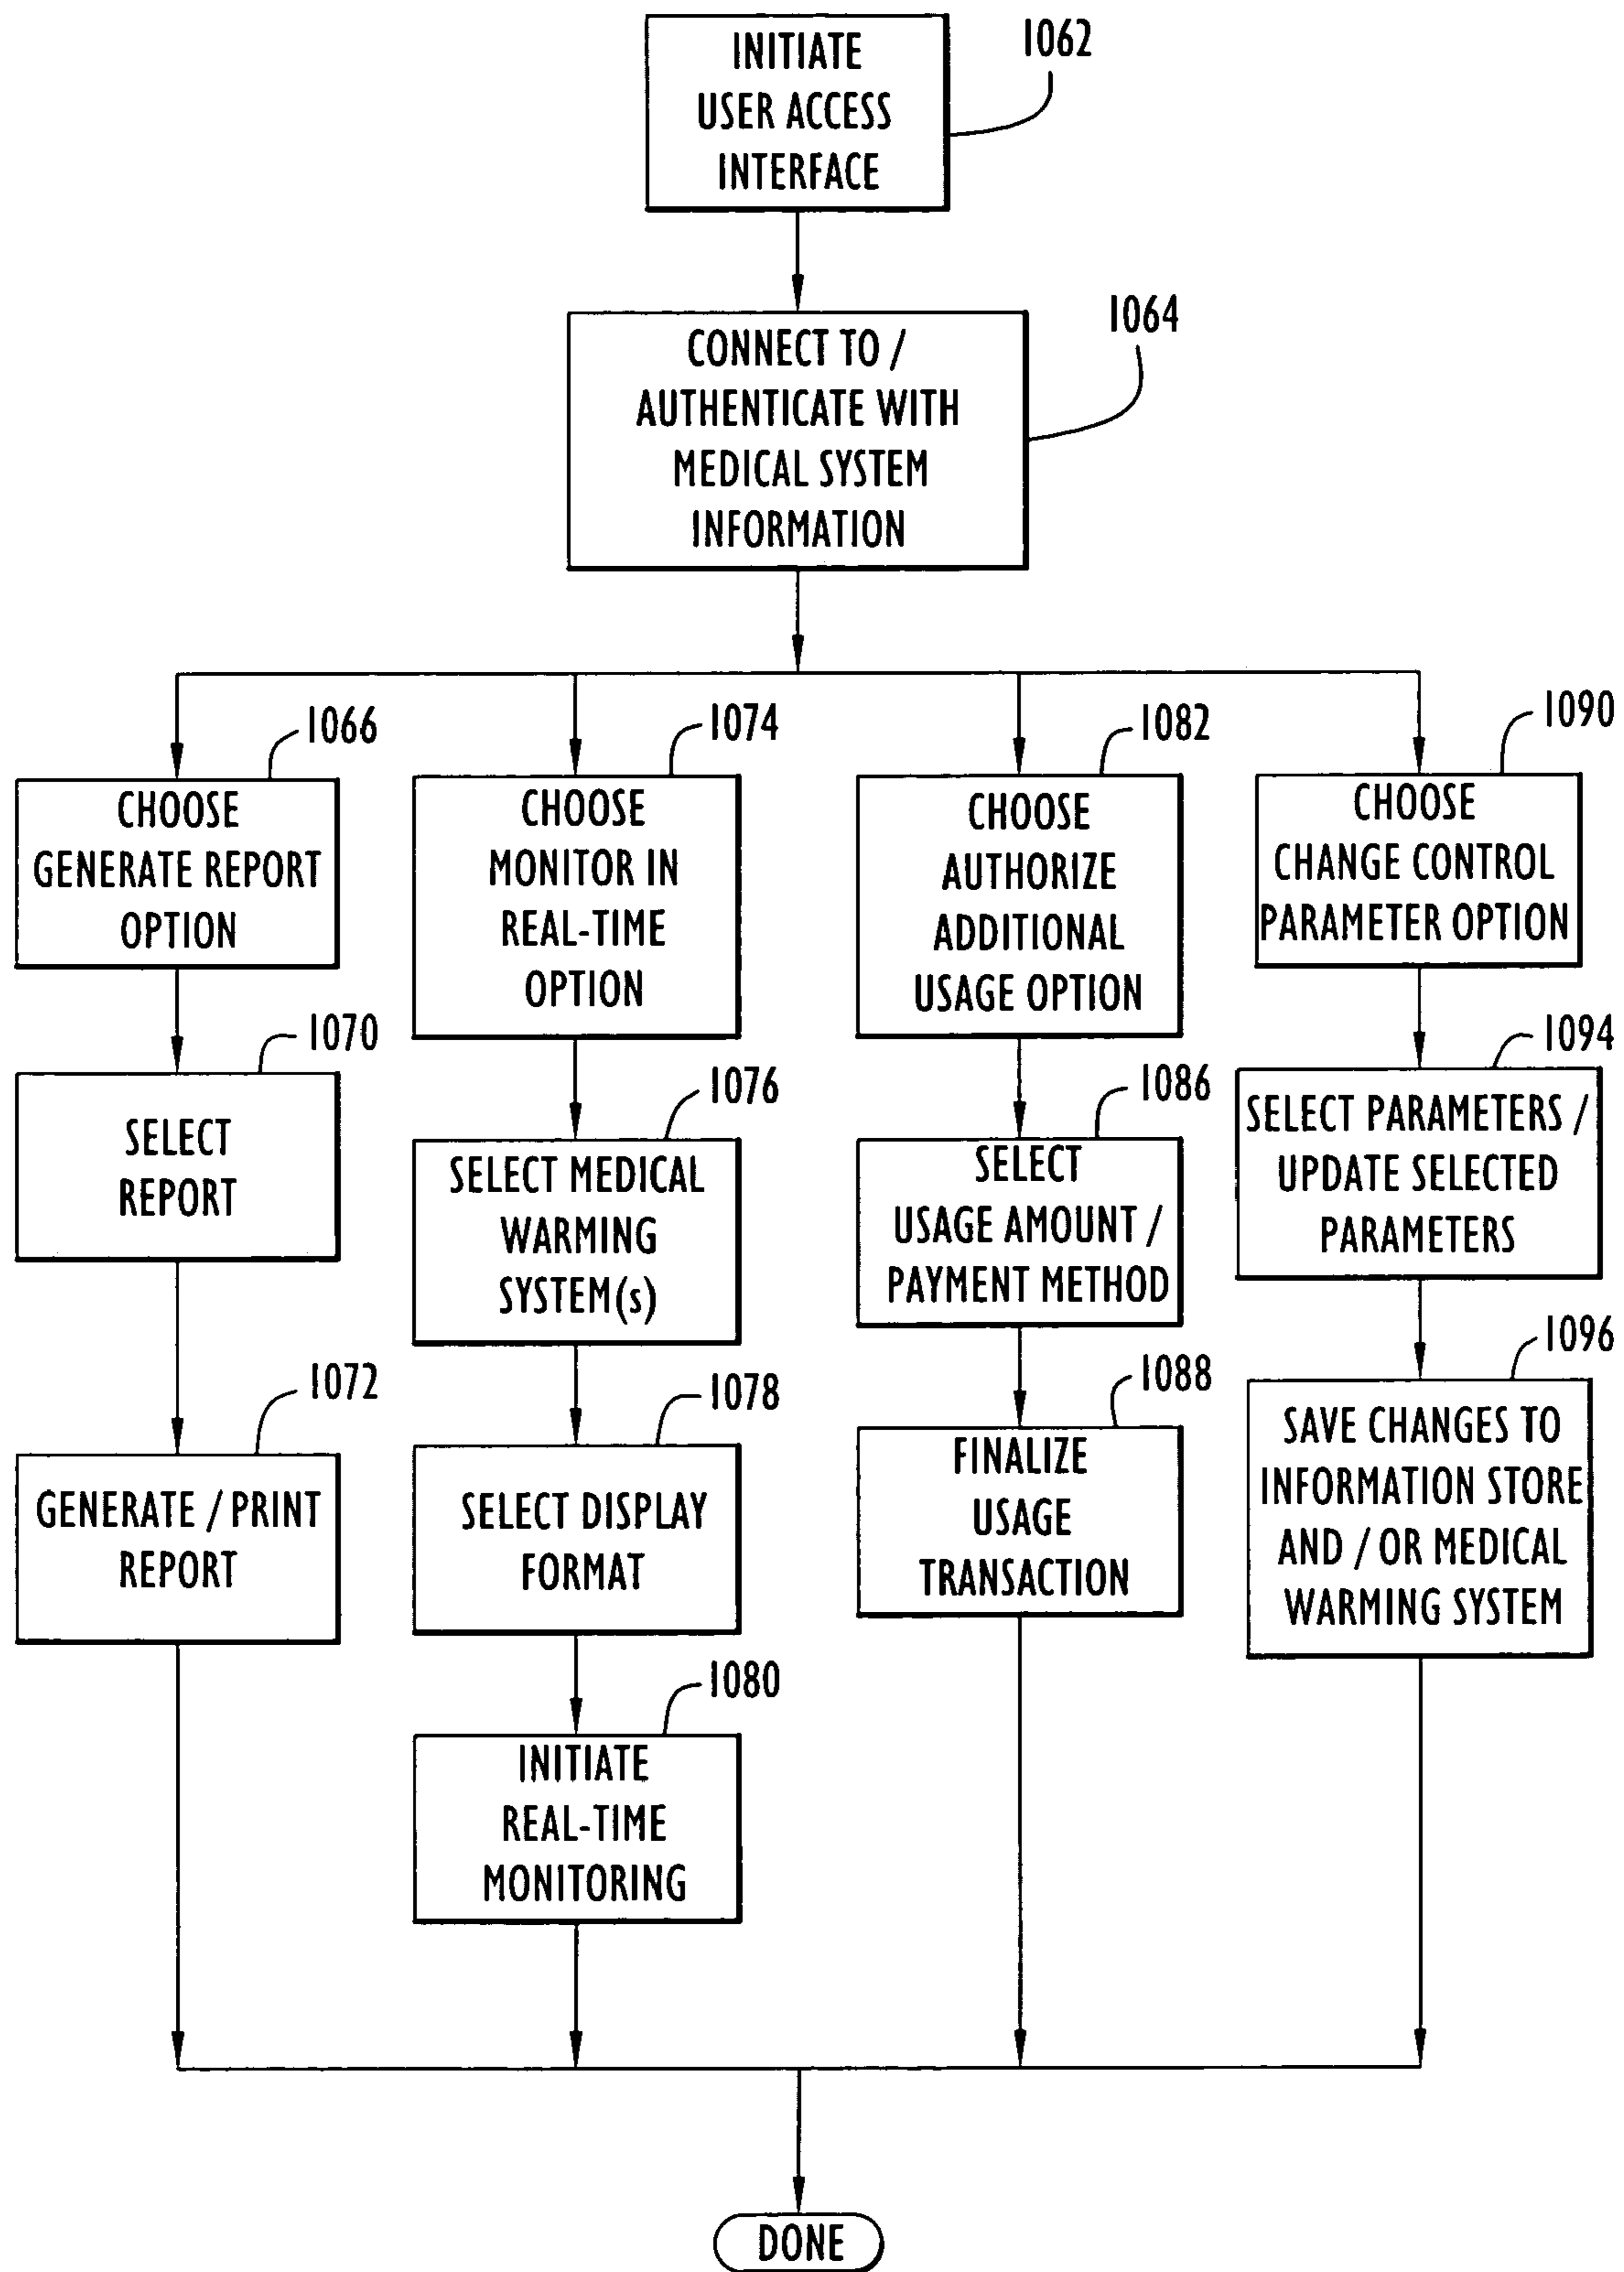 INITIATE
USER ACCESS
INTERFACE
1062
CONNECT TO /
AUTHENTICATE WITH
MEDICAL SYSTEM
INFORMATION
1064
1066
CHOOSE
GENERATE REPORT
OPTION
1070
SELECT
REPORT
1072
GENERATE / PRINT
REPORT
1074
CHOOSE
MONITOR IN
REAL-TIME
OPTION
1076
SELECT MEDICAL
WARMING
SYSTEM(s)
1078
SELECT DISPLAY
FORMAT
1080
INITIATE
REAL-TIME
MONITORING
1082
CHOOSE
AUTHORIZE
ADDITIONAL
USAGE OPTION
1086
SELECT
USAGE AMOUNT /
PAYMENT METHOD
1088
FINALIZE
USAGE
TRANSACTION
1090
CHOOSE
CHANGE CONTROL
PARAMETER OPTION
1094
SELECT PARAMETERS /
UPDATE SELECTED
PARAMETERS
1096
SAVE CHANGES TO
INFORMATION STORE
AND / OR MEDICAL
WARMING SYSTEM
DONE